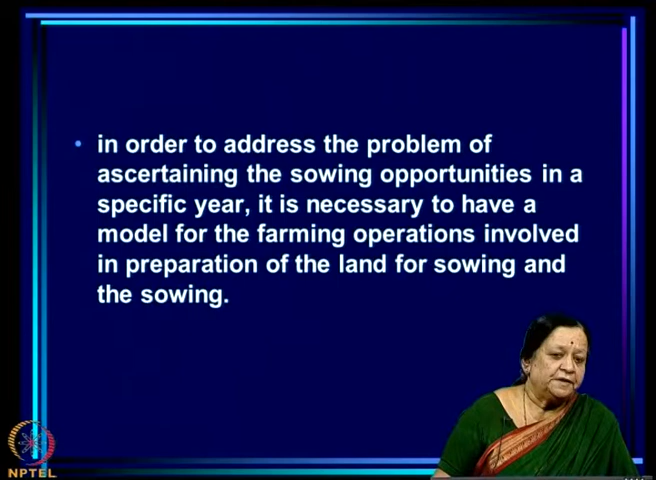 in order to address the problem of
ascertaining the sowing opportunities in a
specific year, it is necessary to have a
model for the farming operations involved
in preparation of the land for sowing and
the sowing.
NPTEL